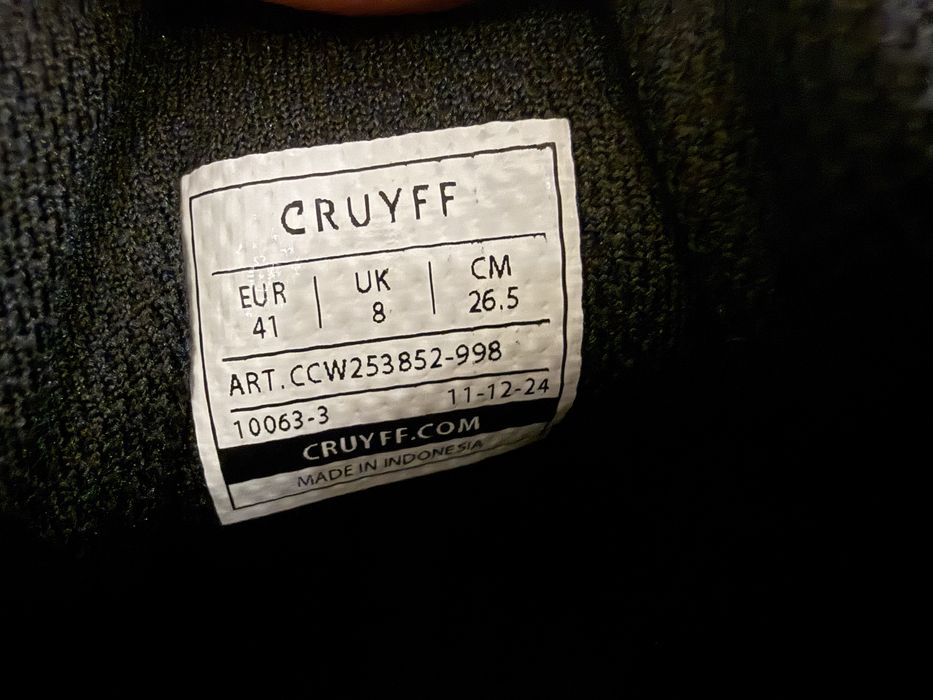 CRUYFF
EUR | UK | CM
41 | 8 | 26.5
ART.CCW253852-998
10063-3 11-12-24
CRUYFF.COM
MADE IN INDONESIA